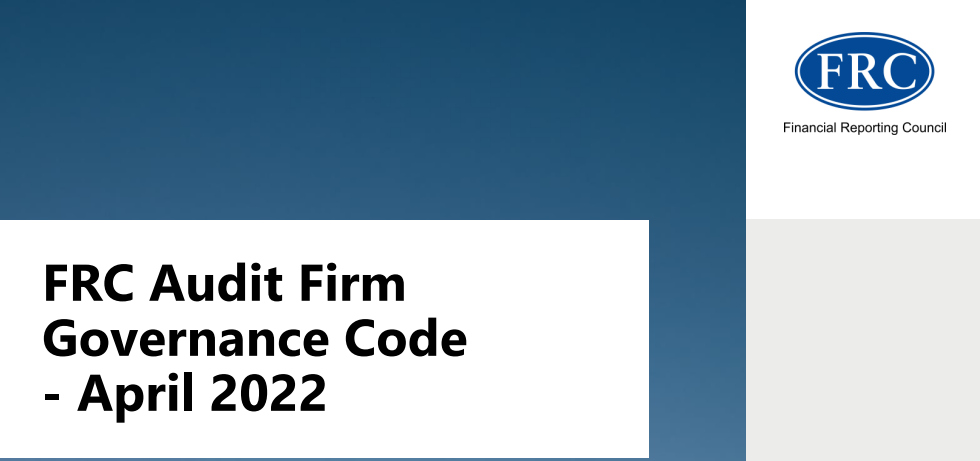 FRC
Financial Reporting Council
FRC Audit Firm
Governance Code
- April 2022